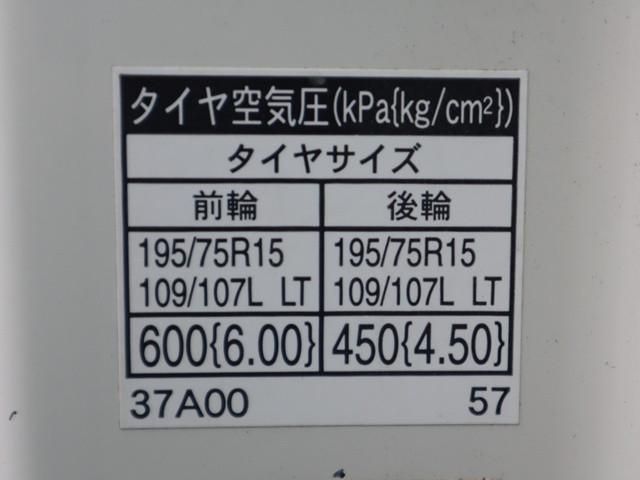 タイヤ空気圧(kPa{kg/cm²})
タイヤサイズ
前輪 後輪
195/75R15 195/75R15
109/107L LT 109/107L LT
600{6.00} 450{4.50}
37A00 57